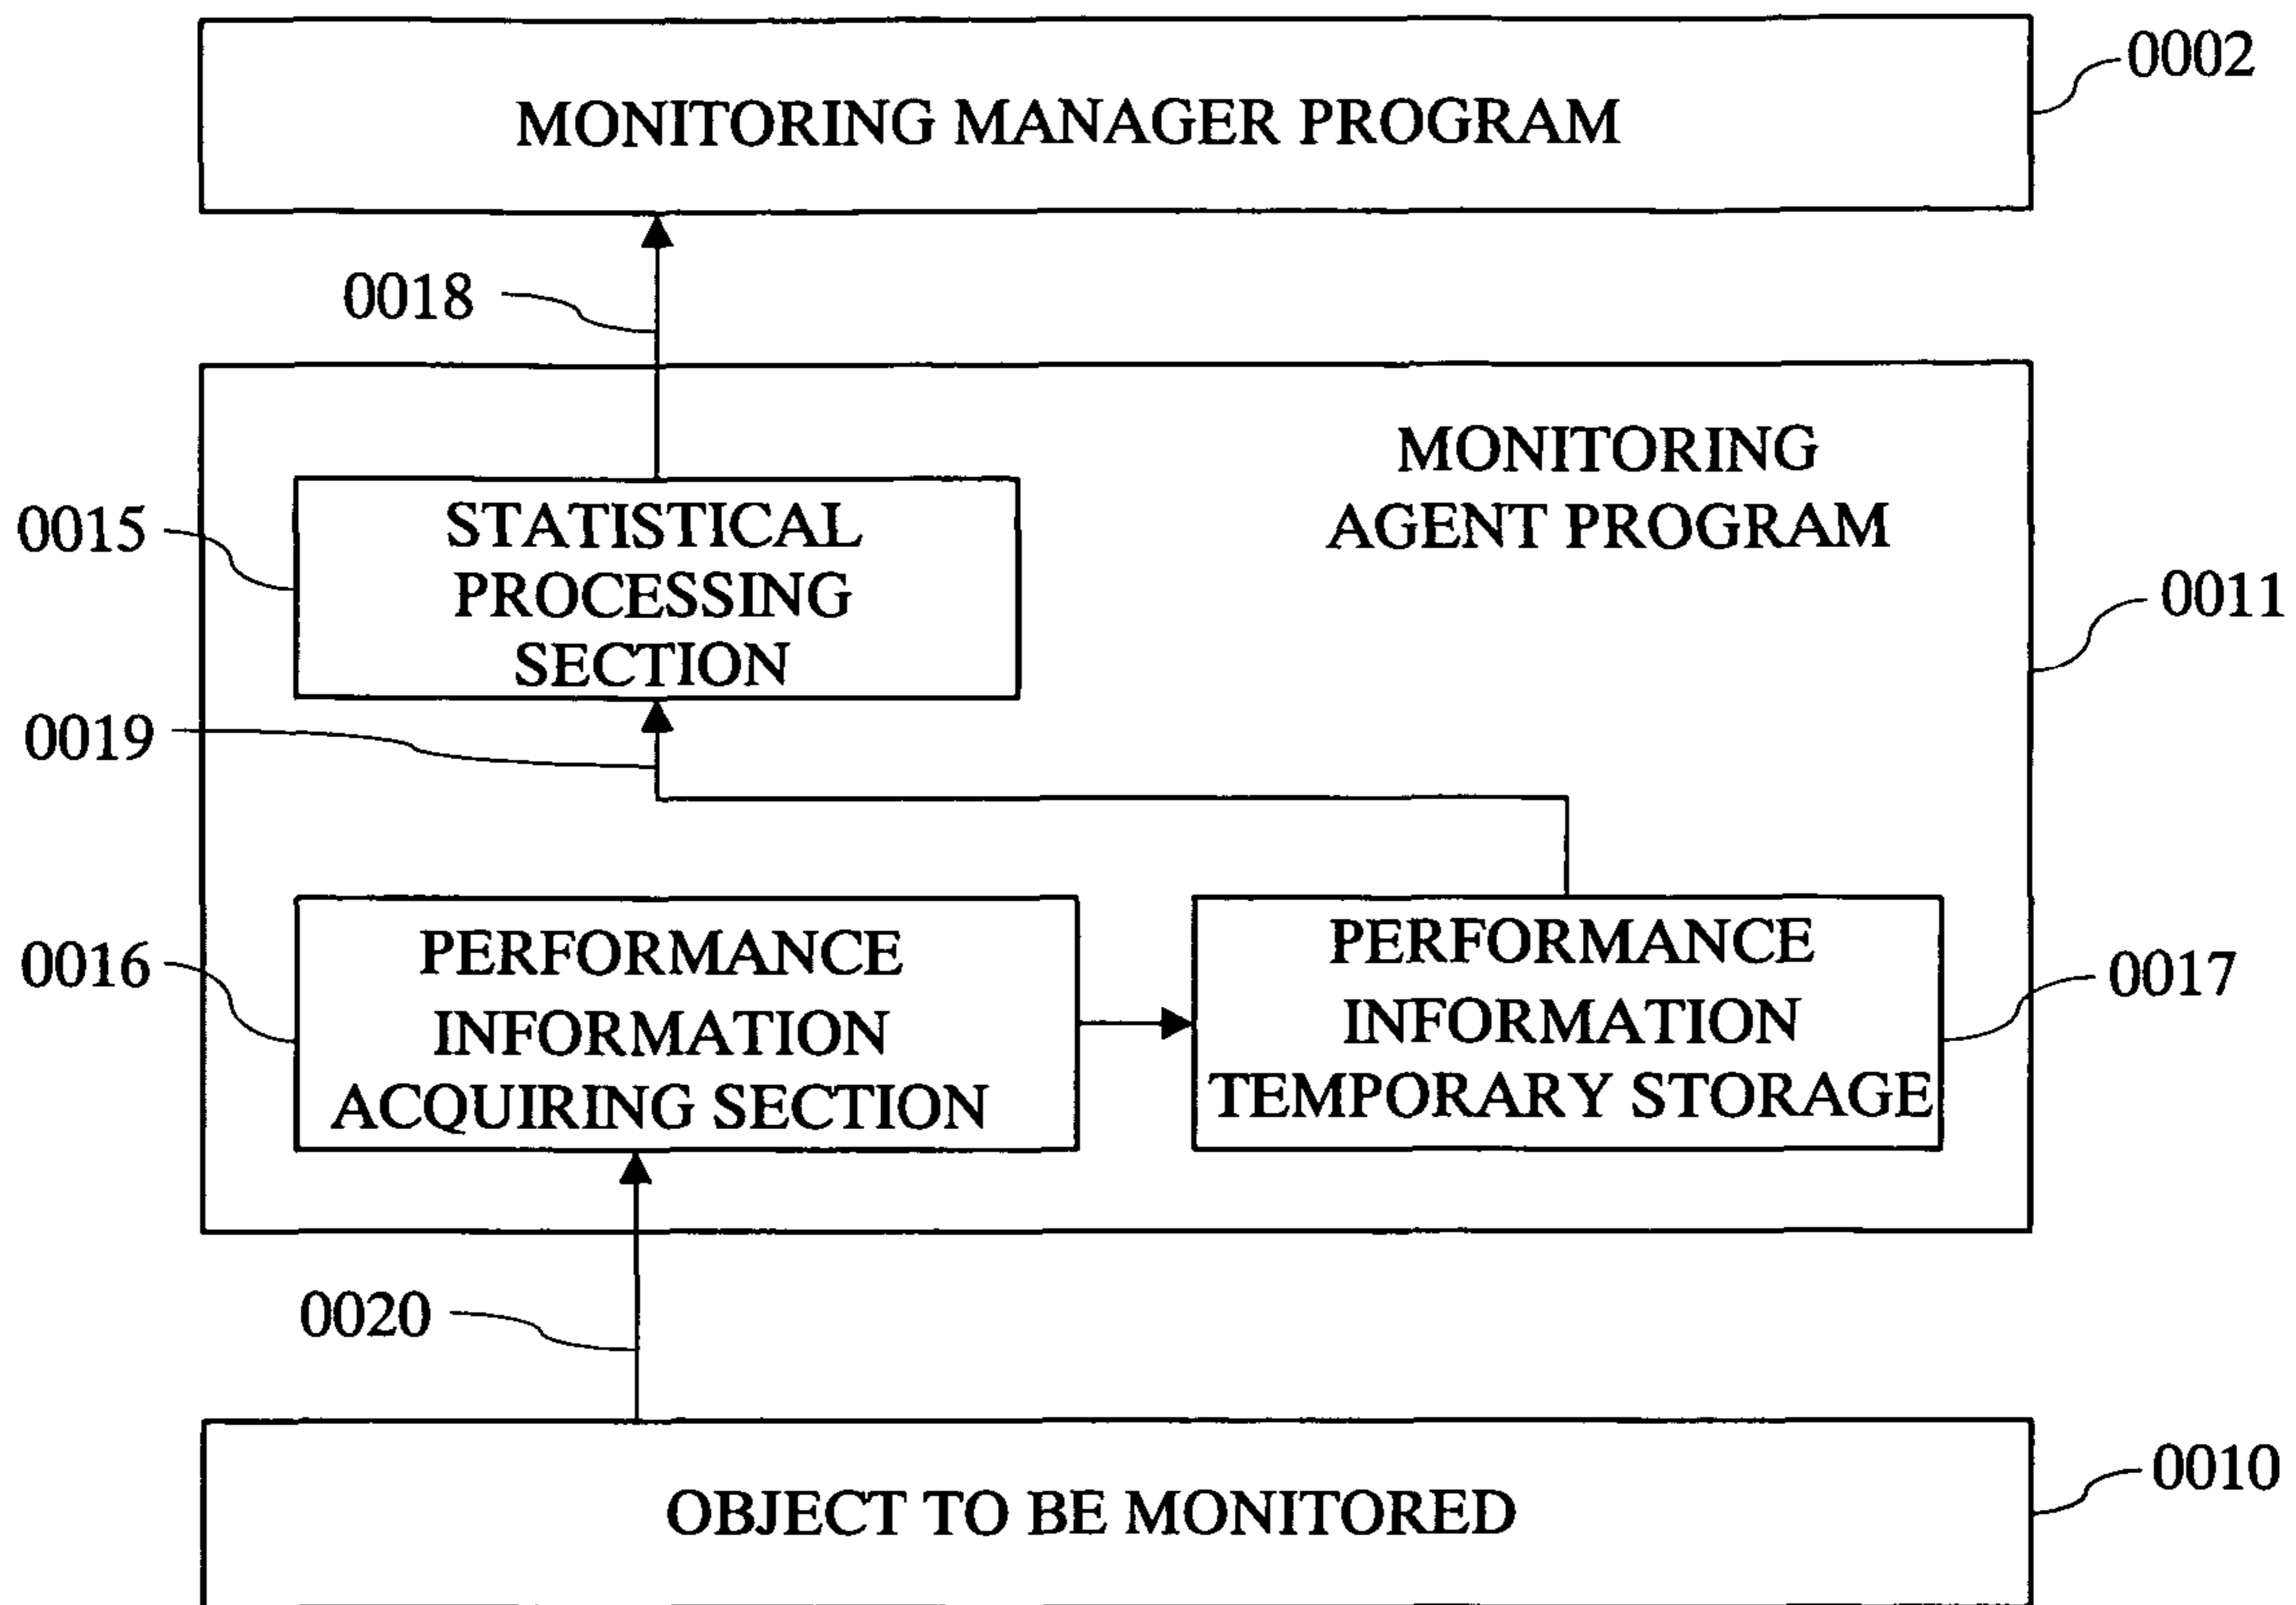 0002
MONITORING MANAGER PROGRAM
0018
MONITORING
AGENT PROGRAM
0015
STATISTICAL
PROCESSING
SECTION
0011
0019
0016
PERFORMANCE
INFORMATION
ACQUIRING SECTION
PERFORMANCE
INFORMATION
TEMPORARY STORAGE
0017
0020
0010
OBJECT TO BE MONITORED